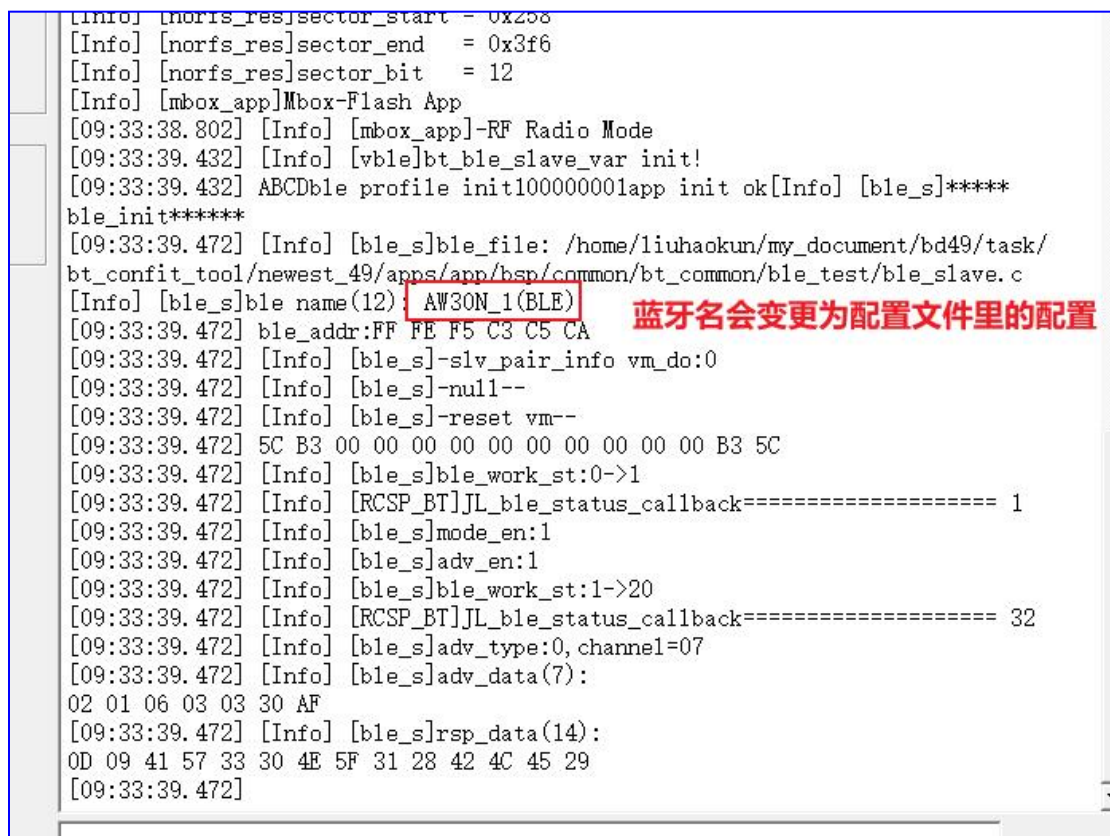 [Info] [norfs_res]sector_start = 0x258
[Info] [norfs_res]sector_end   = 0x3f6
[Info] [norfs_res]sector_bit   = 12
[Info] [mbox_app]Mbox-Flash App
[09:33:38.802] [Info] [mbox_app]-RF Radio Mode
[09:33:39.432] [Info] [vble]bt_ble_slave_var init!
[09:33:39.432] ABCDble profile init100000001app init ok[Info] [ble_s]*****
ble_init******
[09:33:39.472] [Info] [ble_s]ble_file: /home/liuhaokun/my_document/bd49/task/
bt_confit_tool/newest_49/apps/app/bsp/common/bt_common/ble_test/ble_slave.c
[Info] [ble_s]ble name(12): AW30N_1(BLE)
蓝牙名会变更为配置文件里的配置
[09:33:39.472] ble_addr:FF FE F5 C3 C5 CA
[09:33:39.472] [Info] [ble_s]-slv_pair_info vm_do:0
[09:33:39.472] [Info] [ble_s]-null--
[09:33:39.472] [Info] [ble_s]-reset vm--
[09:33:39.472] 5C B3 00 00 00 00 00 00 00 00 00 00 B3 5C
[09:33:39.472] [Info] [ble_s]ble_work_st:0->1
[09:33:39.472] [Info] [RCSP_BT]JL_ble_status_callback==================== 1
[09:33:39.472] [Info] [ble_s]mode_en:1
[09:33:39.472] [Info] [ble_s]adv_en:1
[09:33:39.472] [Info] [ble_s]ble_work_st:1->20
[09:33:39.472] [Info] [RCSP_BT]JL_ble_status_callback==================== 32
[09:33:39.472] [Info] [ble_s]adv_type:0,channel=07
[09:33:39.472] [Info] [ble_s]adv_data(7):
02 01 06 03 03 30 AF
[09:33:39.472] [Info] [ble_s]rsp_data(14):
0D 09 41 57 33 30 4E 5F 31 28 42 4C 45 29
[09:33:39.472]